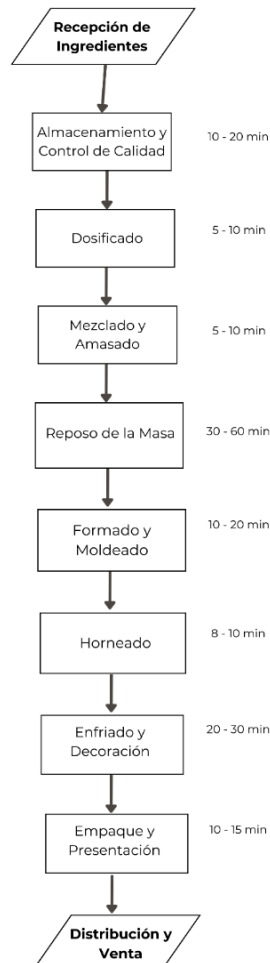 Recepción de
Ingredientes
Almacenamiento y
Control de Calidad
10 - 20 min
Dosificado
5 - 10 min
Mezclado y
Amasado
5 - 10 min
Reposo de la Masa
30 - 60 min
Formado y
Moldeado
10 - 20 min
Horneado
8 - 10 min
Enfriado y
Decoración
20 - 30 min
Empaque y
Presentación
10 - 15 min
Distribución y
Venta